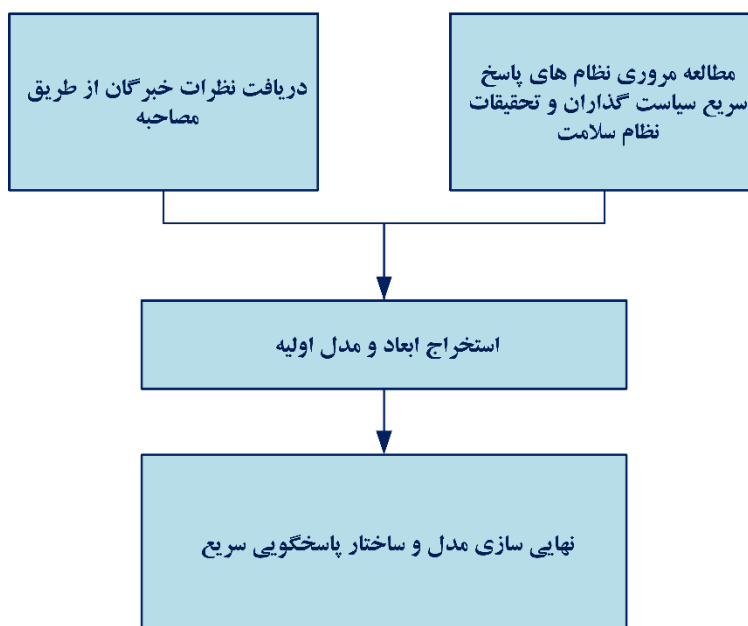 مطالعه مروری نظام های پاسخ
سریع سیاست گذاران و تحقیقات
نظام سلامت
دریافت نظرات خبرگان از طریق
مصاحبه
استخراج ابعاد و مدل اولیه
نهایی سازی مدل و ساختار پاسخگویی سریع